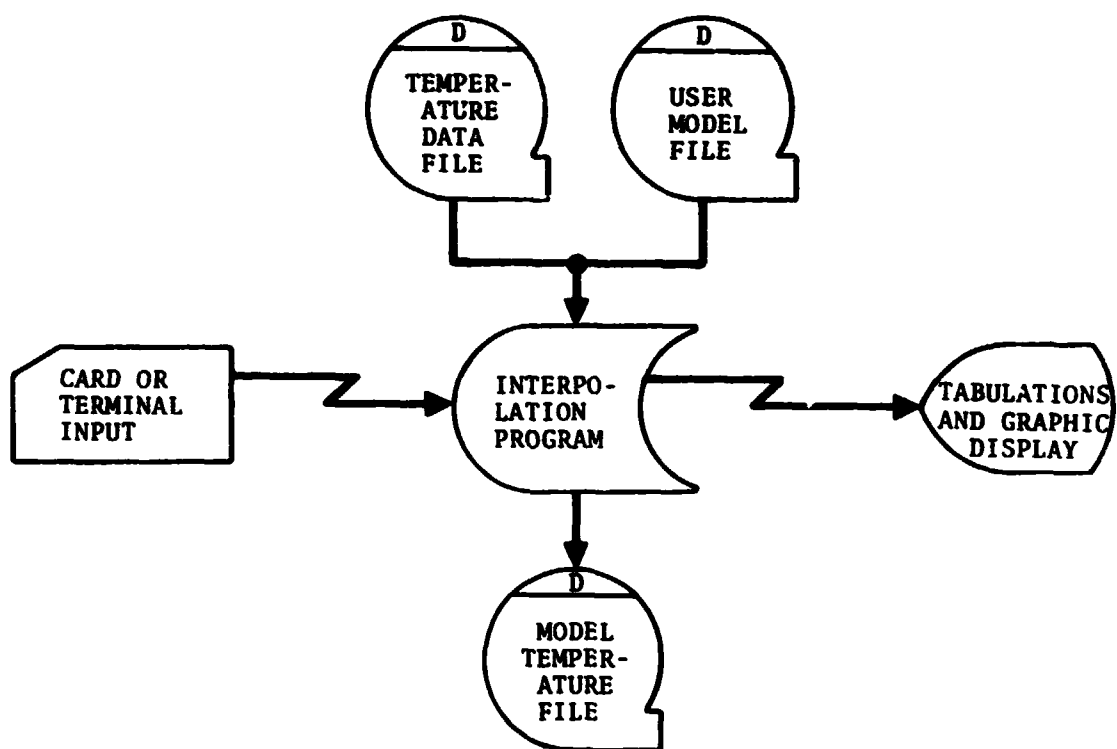 D
TEMPER-
ATURE
DATA
FILE
D
USER
MODEL
FILE
CARD OR
TERMINAL
INPUT
INTERPO-
LATION
PROGRAM
TABULATIONS
AND GRAPHIC
DISPLAY
D
MODEL
TEMPER-
ATURE
FILE